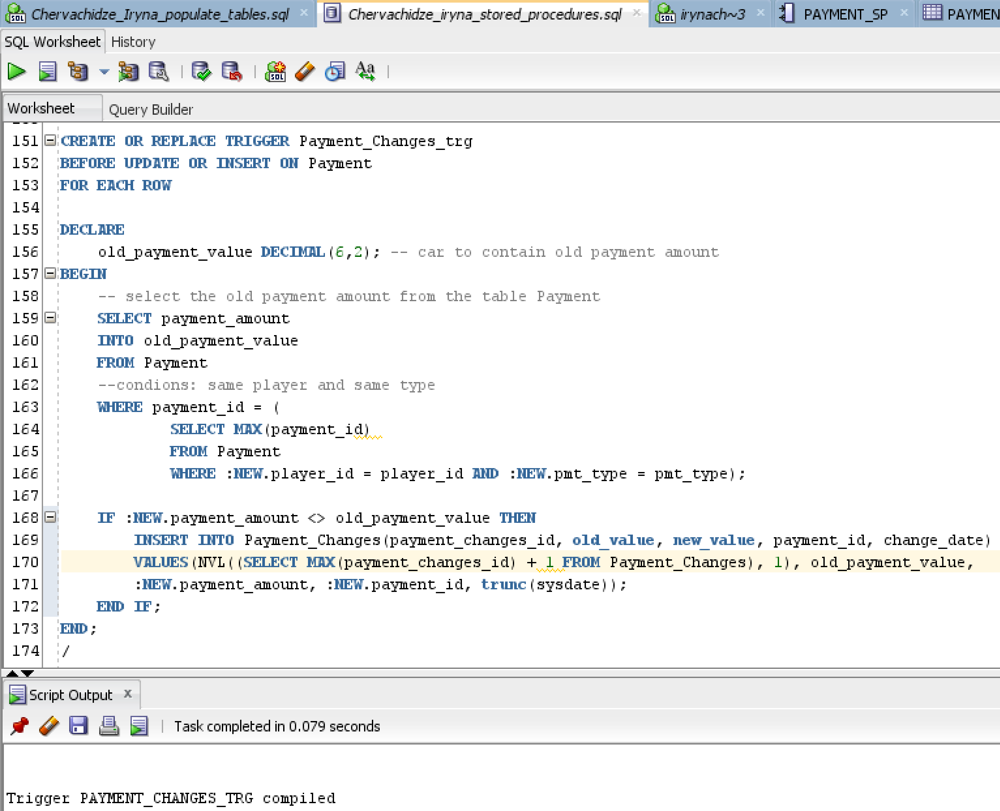 Chervachidze_Iryna_populate_tables.sql Chervachidze_iryna_stored_procedures.sql irynach~3 PAYMENT_SP PAYMEN
SQL Worksheet History
Worksheet Query Builder
151 CREATE OR REPLACE TRIGGER Payment_Changes_trg
152 BEFORE UPDATE OR INSERT ON Payment
153 FOR EACH ROW
154
155 DECLARE
156 old_payment_value DECIMAL(6,2); -- car to contain old payment amount
157 BEGIN
158 -- select the old payment amount from the table Payment
159 SELECT payment_amount
160 INTO old_payment_value
161 FROM Payment
162 --condions: same player and same type
163 WHERE payment_id = (
164 SELECT MAX(payment_id)
165 FROM Payment
166 WHERE :NEW.player_id = player_id AND :NEW.pmt_type = pmt_type);
167
168 IF :NEW.payment_amount <> old_payment_value THEN
169 INSERT INTO Payment_Changes(payment_changes_id, old_value, new_value, payment_id, change_date)
170 VALUES(NVL((SELECT MAX(payment_changes_id) + 1 FROM Payment_Changes), 1), old_payment_value,
171 :NEW.payment_amount, :NEW.payment_id, trunc(sysdate));
172 END IF;
173 END;
174 /
Script Output x
Task completed in 0.079 seconds
Trigger PAYMENT_CHANGES_TRG compiled